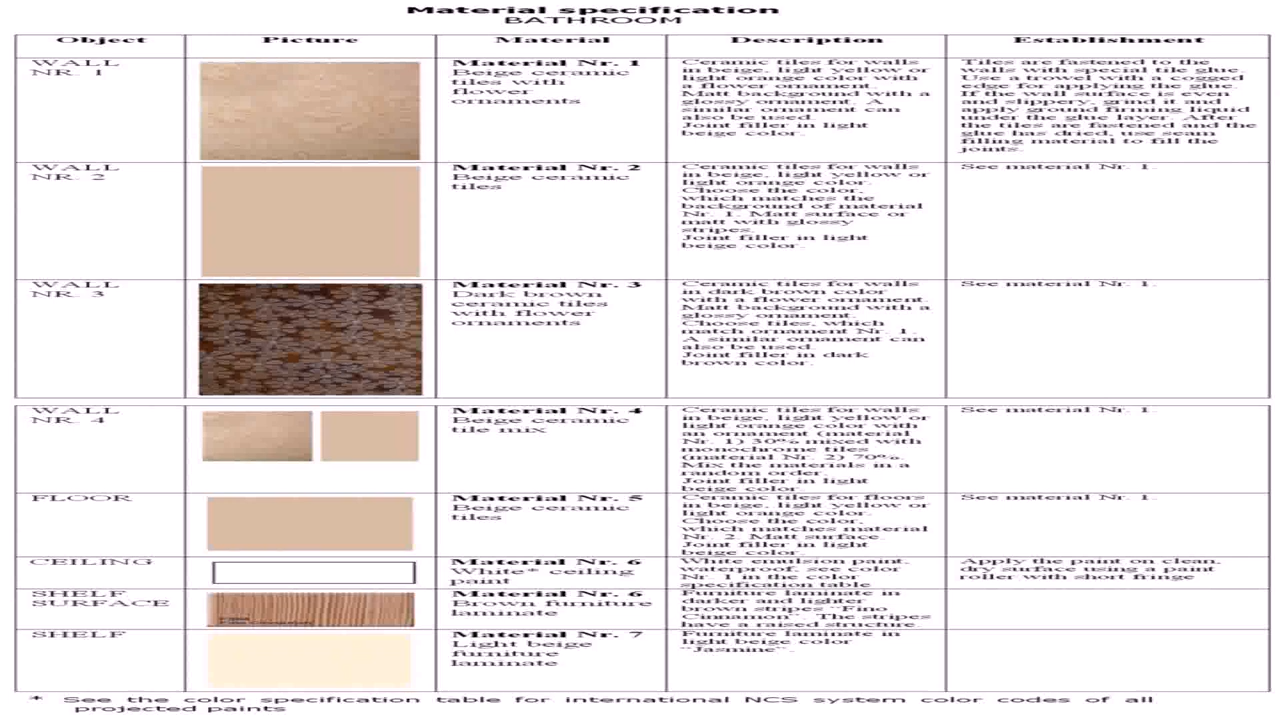 Material specification
BATHROOM
Object Picture Material Description Establishment
WALL
NR. 1
Material Nr. 1
Beige ceramic
tiles with
flower
ornaments
Ceramic tiles for walls
in beige, light yellow or
light orange color with
a flower ornament.
Matt background with a
glossy ornament. A
similar ornament can
also be used.
Joint filler in light
beige color.
Tiles are fastened to the
walls with special tile glue.
Use a trowel with a cogged
edge for applying the glue.
If the wall surface is even
and slippery, grind it and
apply ground firming liquid
under the glue layer. After
the tiles are fastened and the
glue has dried, use seam
filling material to fill the
joints.
WALL
NR. 2
Material Nr. 2
Beige ceramic
tiles
Ceramic tiles for walls
in beige, light yellow or
light orange color.
Choose the color,
which matches the
background of material
Nr. 1. Matt surface or
matt with glossy
stripes.
Joint filler in light
beige color.
See material Nr. 1.
WALL
NR. 3
Material Nr. 3
Dark brown
ceramic tiles
with flower
ornaments
Ceramic tiles for walls
in dark brown color
with a flower ornament.
Matt background with a
glossy ornament.
Choose tiles, which
match ornament Nr. 1.
A similar ornament can
also be used.
Joint filler in dark
brown color.
See material Nr. 1.
WALL
NR. 4
Material Nr. 4
Beige ceramic
tile mix
Ceramic tiles for walls
in beige, light yellow or
light orange color with
an ornament (material
Nr. 1) 30% mixed with
monochrome tiles
(material Nr. 2) 70%.
Mix the materials in a
random order.
Joint filler in light
beige color.
See material Nr. 1.
FLOOR
Material Nr. 5
Beige ceramic
tiles
Ceramic tiles for floors
in beige, light yellow or
light orange color.
Choose the color,
which matches material
Nr. 2. Matt surface.
Joint filler in light
beige color.
See material Nr. 1.
CEILING
Material Nr. 6
White* ceiling
paint
White emulsion paint,
waterproof, see color
Nr. 1 in the color
specification table
Apply the paint on clean,
dry surface using a paint
roller with short fringe
SHELF
SURFACE
Material Nr. 6
Brown furniture
laminate
Furniture laminate in
darker and lighter
brown stripes "Fino
Cinnamon". The stripes
have a raised structure.
SHELF
Material Nr. 7
Light beige
furniture
laminate
Furniture laminate in
light beige color
"Jasmine".
* See the color specification table for international NCS system color codes of all
projected paints